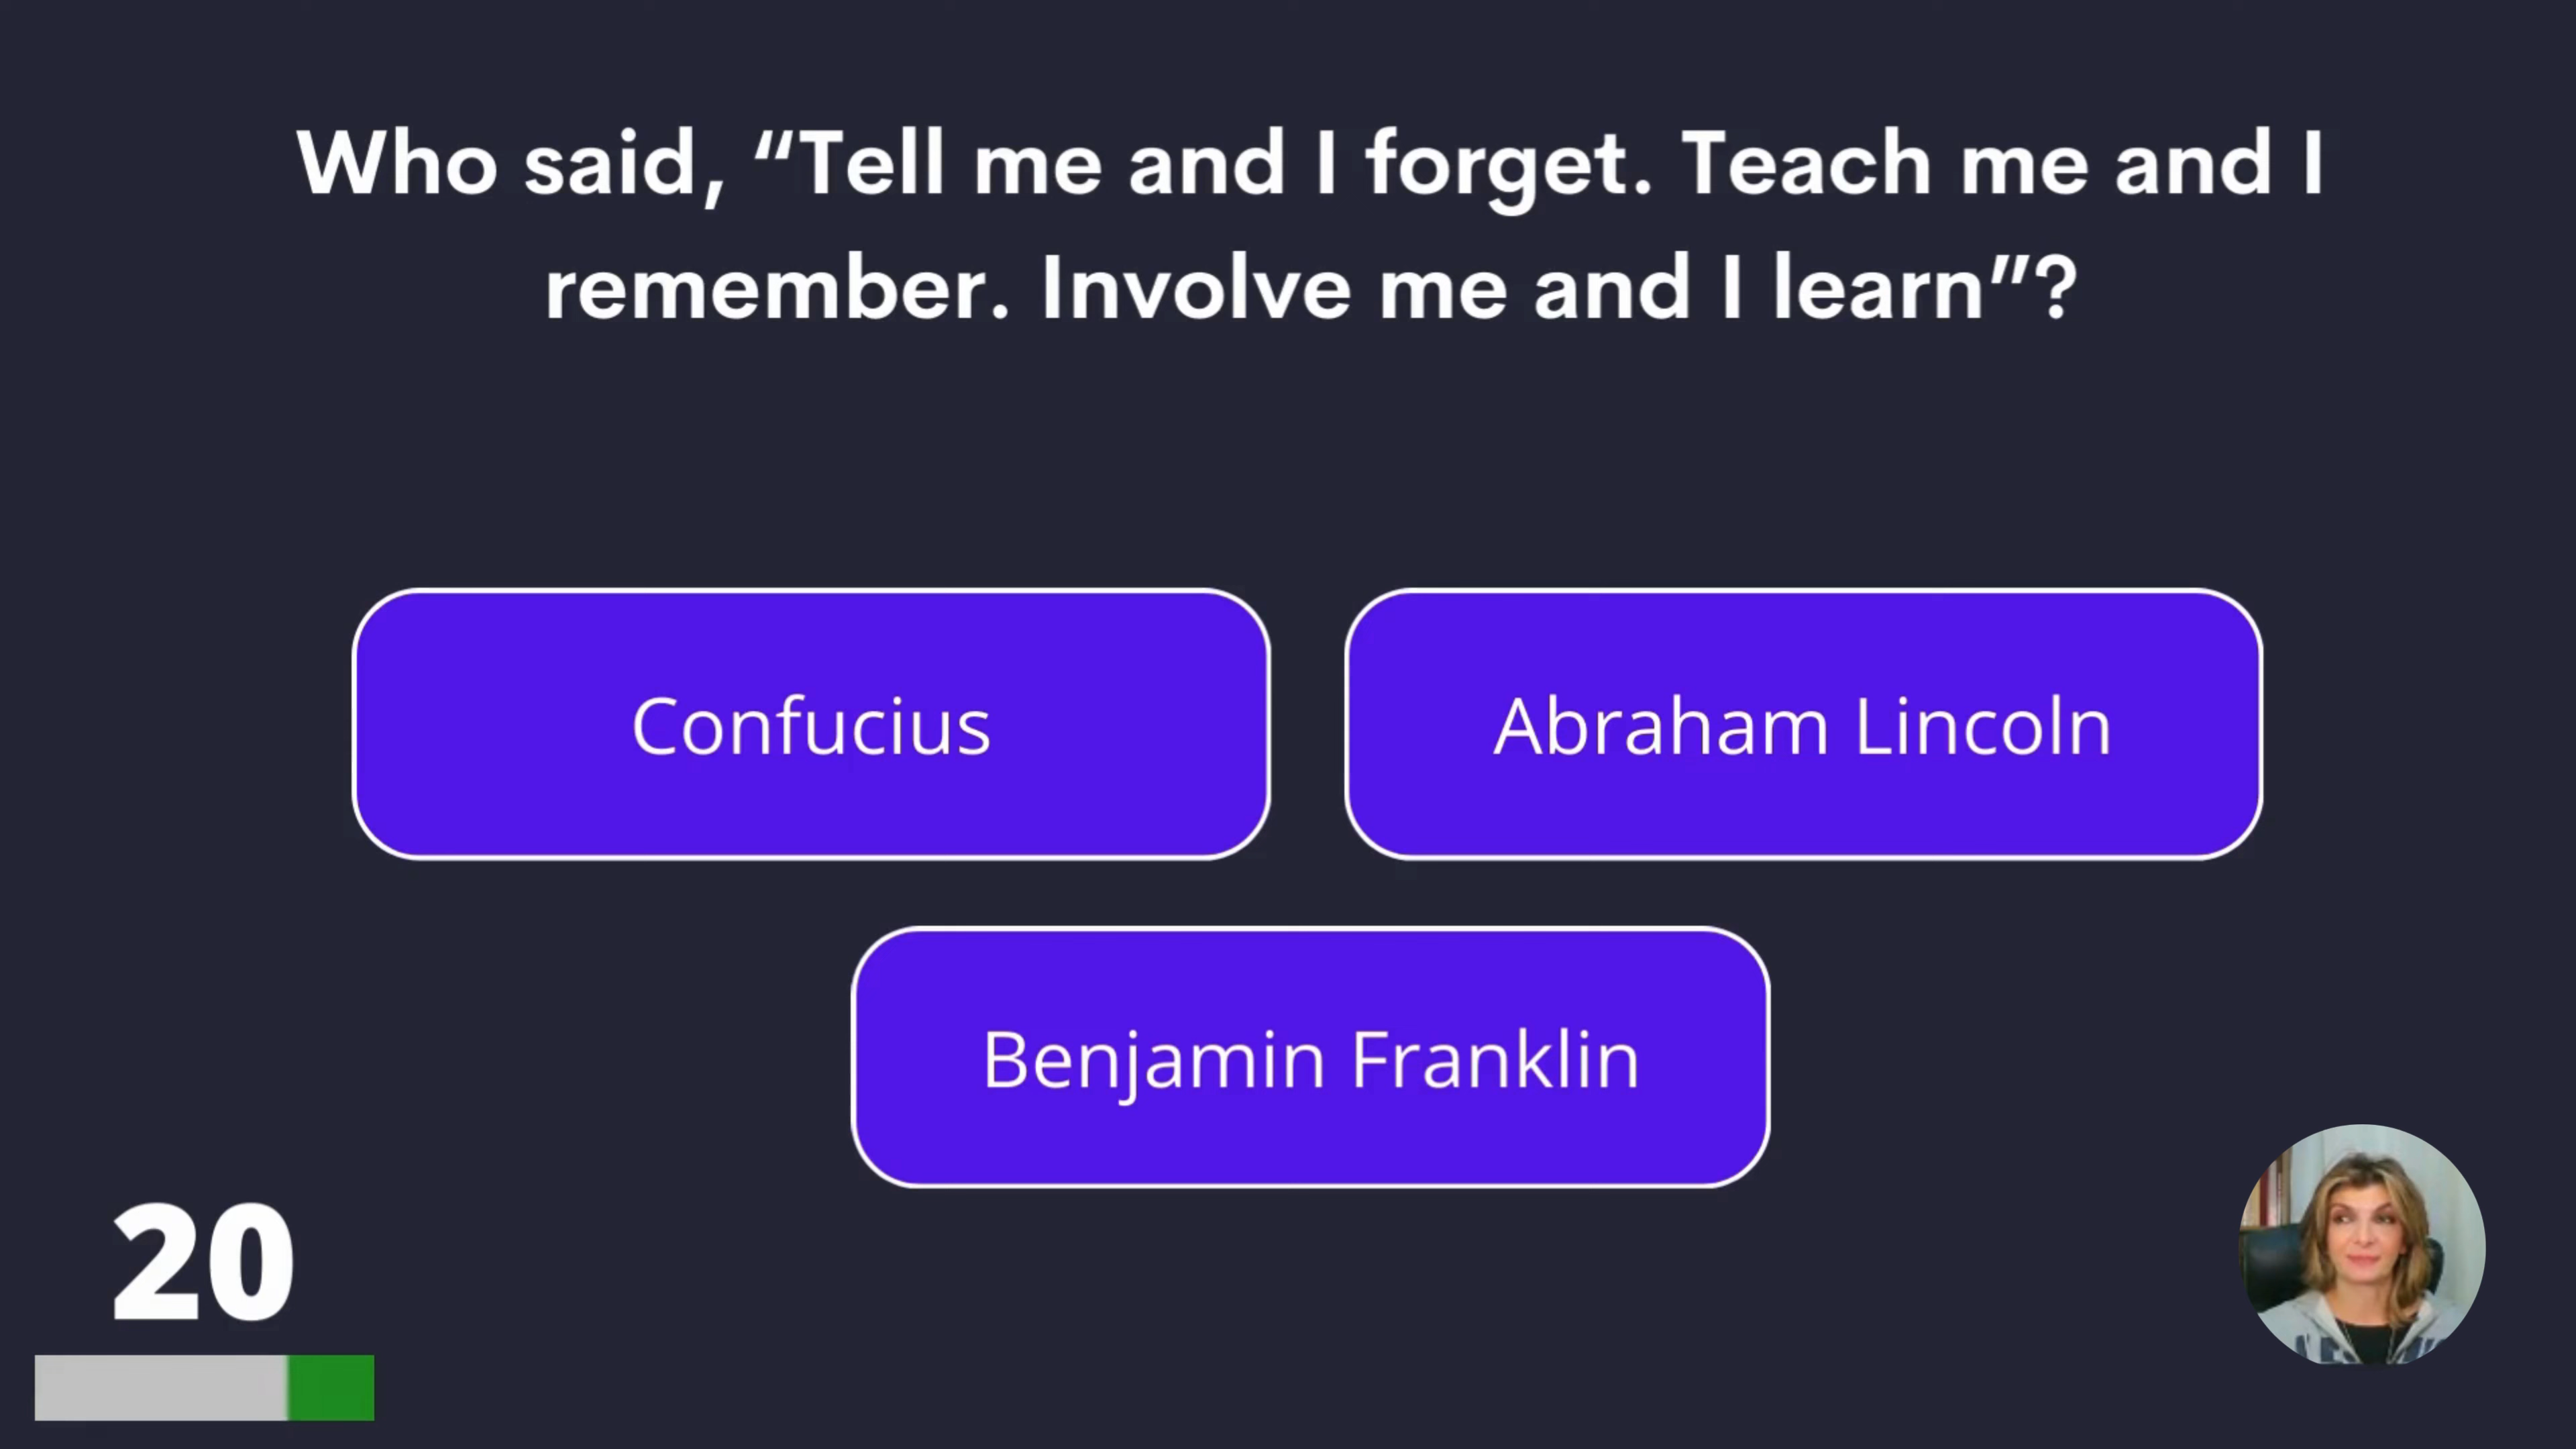 Who said, “Tell me and I forget. Teach me and I
remember. Involve me and I learn”?
Confucius
Abraham Lincoln
Benjamin Franklin
20